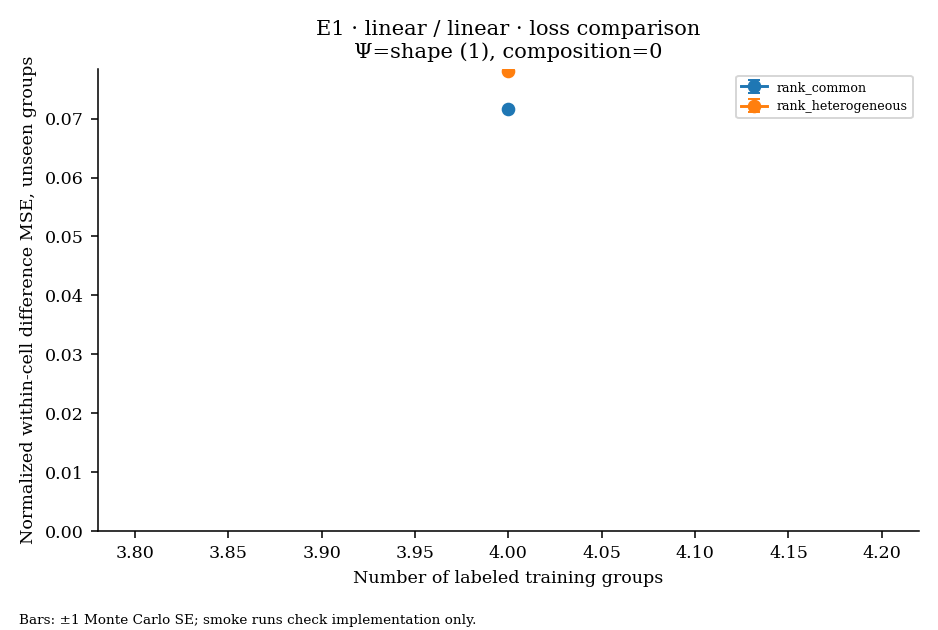 E1 · linear / linear · loss comparison
Ψ=shape (1), composition=0
Normalized within-cell difference MSE, unseen groups
0.07
0.06
0.05
0.04
0.03
0.02
0.01
0.00
rank_common
rank_heterogeneous
3.80
3.85
3.90
3.95
4.00
4.05
4.10
4.15
4.20
Number of labeled training groups
Bars: ±1 Monte Carlo SE; smoke runs check implementation only.